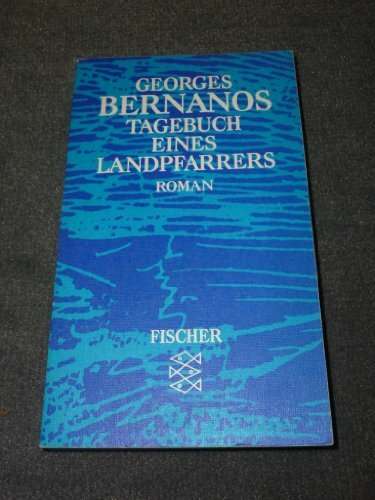 GEORGES
BERNANOS
TAGEBUCH
EINES
LANDPFARRERS
ROMAN
FISCHER